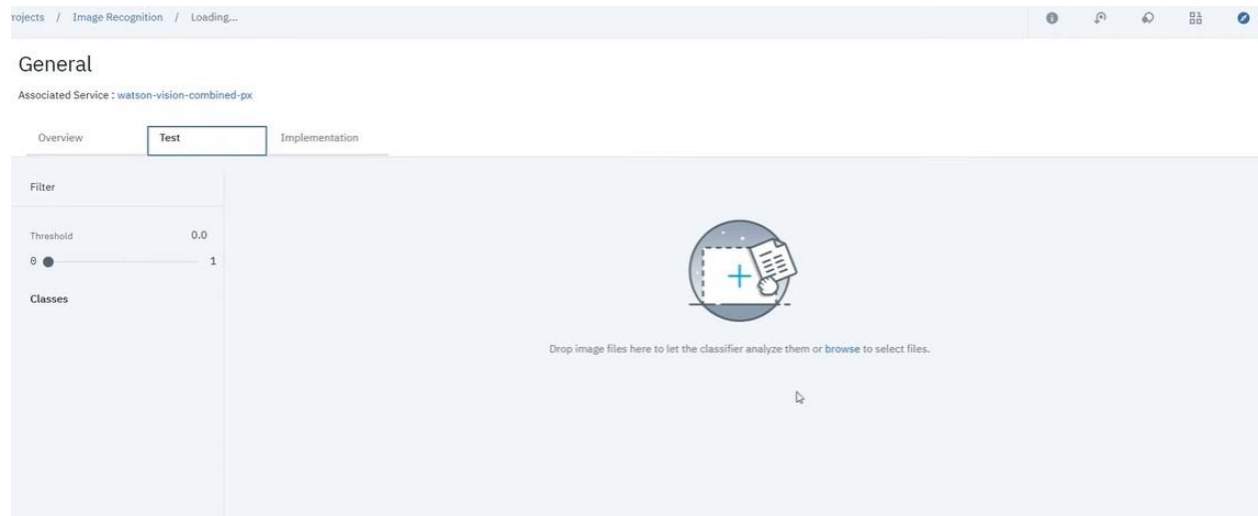 rojects / Image Recognition / Loading...
General
Associated Service : watson-vision-combined-px
Overview Test Implementation
Filter
Threshold 0.0
0 1
Classes
Drop image files here to let the classifier analyze them or browse to select files.